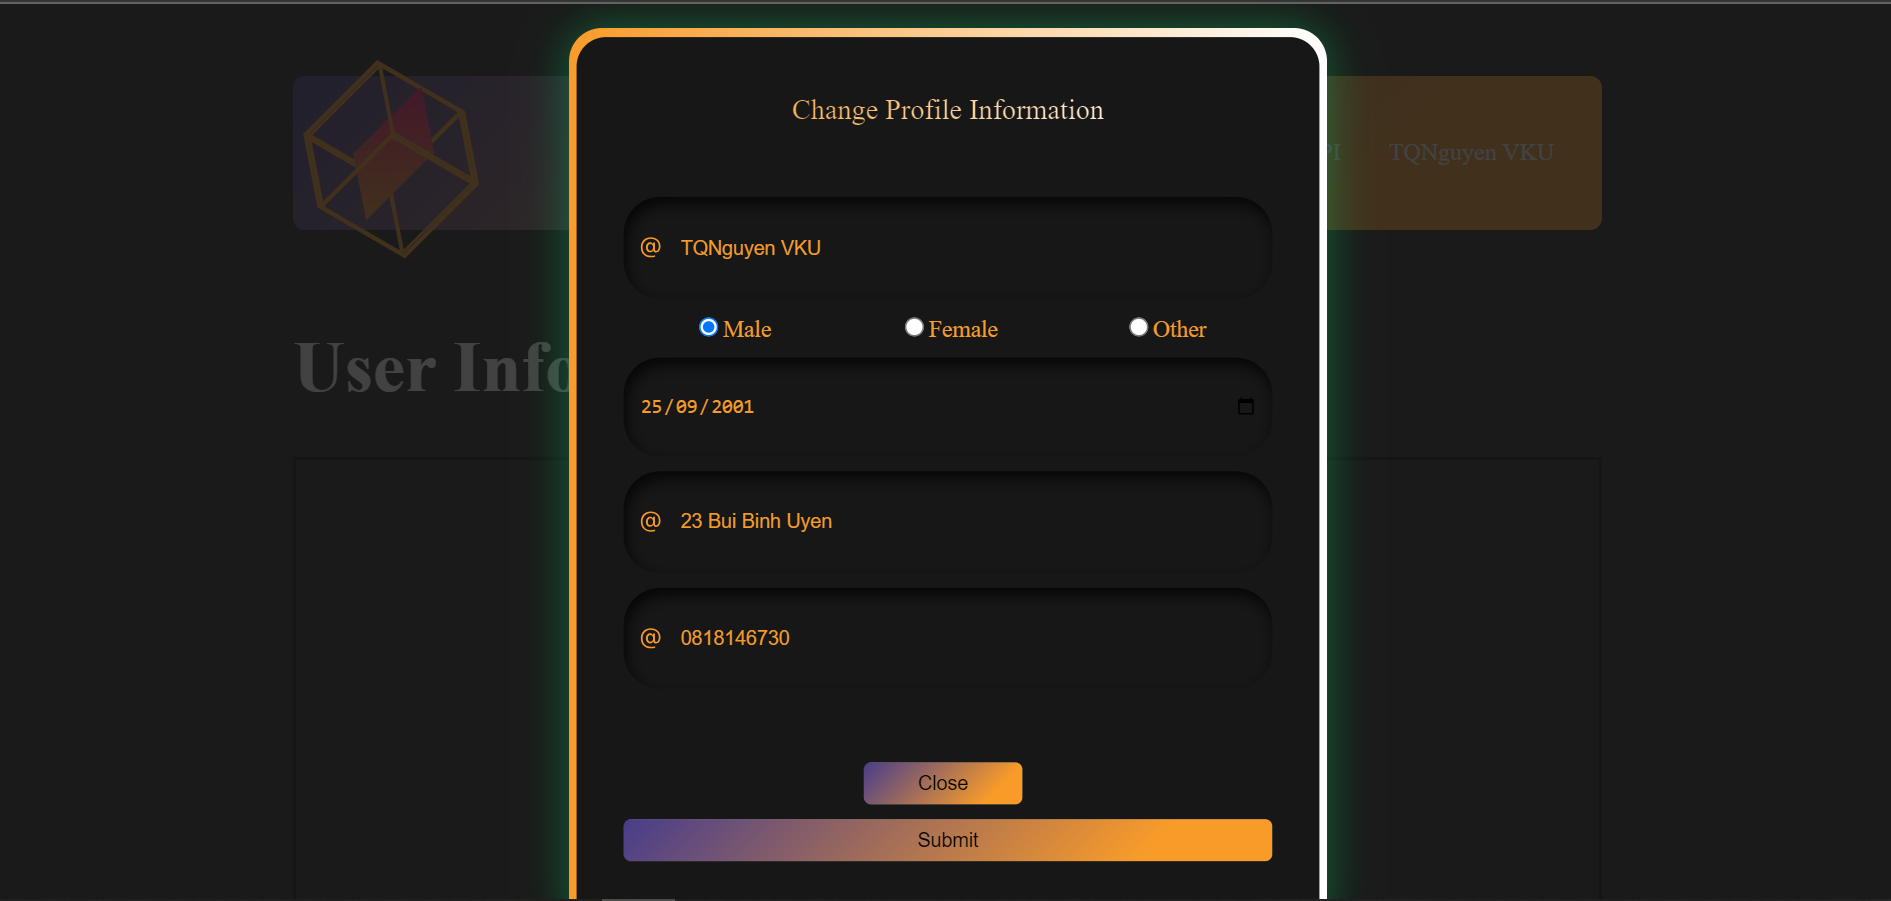 Change Profile Information
TQNguyen VKU
@ TQNguyen VKU
Male Female Other
User Info
25/09/2001
@ 23 Bui Binh Uyen
@ 0818146730
Close
Submit